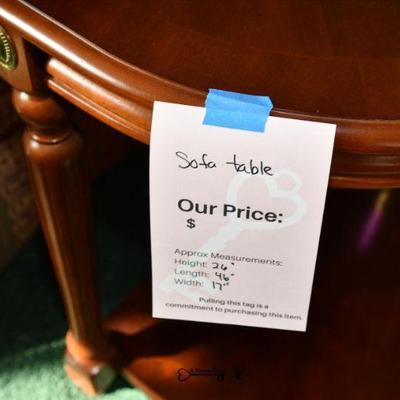 Sofa table
Our Price:
$
Approx Measurements:
Height: 26"
Length: 46"
Width: 17"
Pulling this tag is a
commitment to purchasing this item.